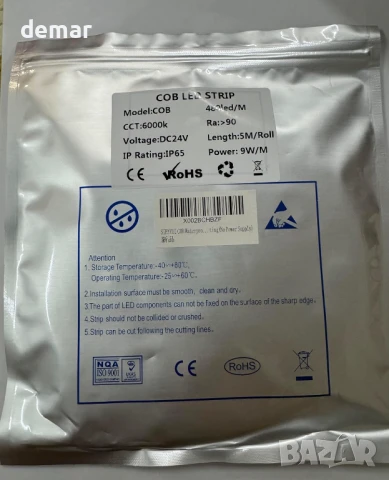 demar
COB LED STRIP
Model:COB 480led/M
CCT:6000k Ra:>90
Voltage:DC24V Length:5M/Roll
IP Rating:IP65 Power: 9W/M
CE RoHS
X002BCHBZF
Attention
1. Storage Temperature:-40~+80℃,
Operating Temperature:-25~+60℃.
2.Installation surface must be smooth, clean and dry.
3.The part of LED components can not be fixed on the surface of the sharp edge.
4.Strip should not be collided or crushed.
5.Strip can be cut following the cutting lines.
NQA
ISO 9001
CE
RoHS
BAZAR